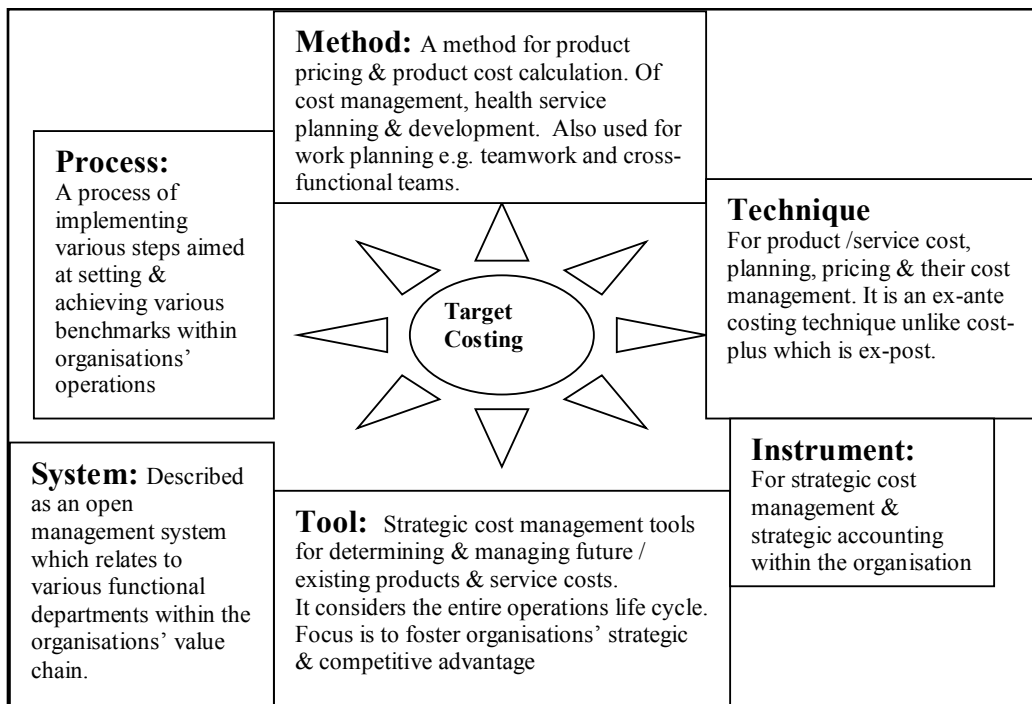 Method: A method for product
pricing & product cost calculation. Of
cost management, health service
planning & development.  Also used for
work planning e.g. teamwork and cross-
functional teams.
Process:
A process of
implementing
various steps aimed
at setting &
achieving various
benchmarks within
organisations’
operations
Technique
For product /service cost,
planning, pricing & their cost
management. It is an ex-ante
costing technique unlike cost-
plus which is ex-post.
Target
Costing
System: Described
as an open
management system
which relates to
various functional
departments within the
organisations’ value
chain.
Tool:  Strategic cost management tools
for determining & managing future /
existing products & service costs.
It considers the entire operations life cycle.
Focus is to foster organisations’ strategic
& competitive advantage
Instrument:
For strategic cost
management &
strategic accounting
within the organisation